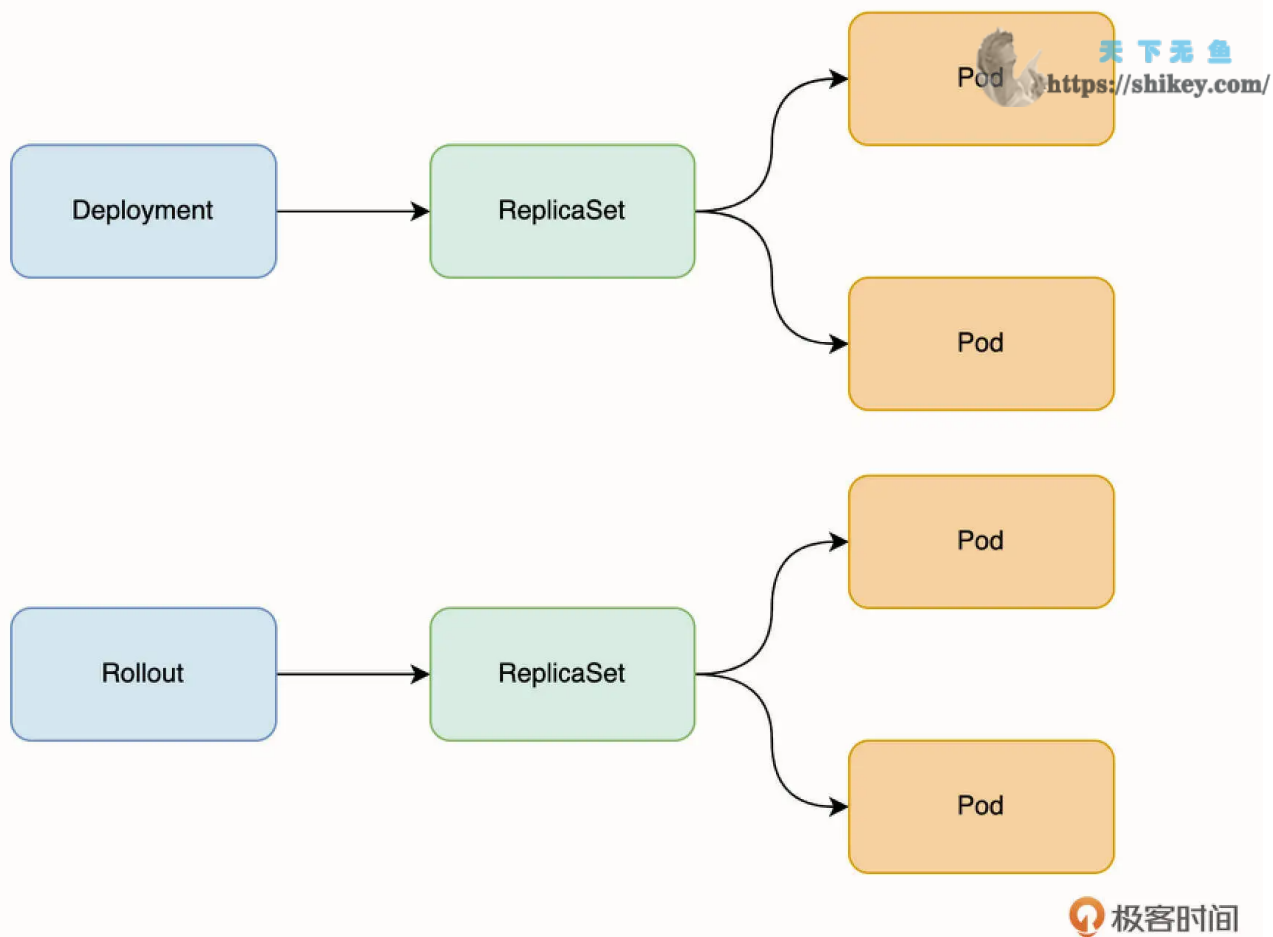 天下无鱼
Pod
https://shikey.com/
Deployment
ReplicaSet
Pod
Pod
Rollout
ReplicaSet
Pod
极客时间